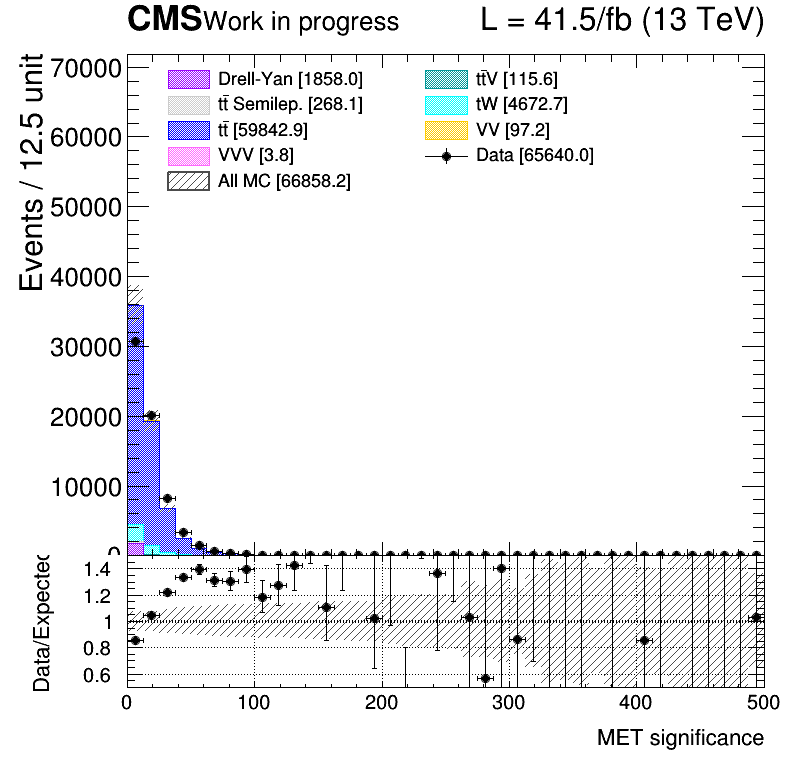 CMS Work in progress L = 41.5/fb (13 TeV)
Events / 12.5 unit
70000
60000
50000
40000
30000
20000
10000
0
Drell-Yan [1858.0]
tt̄ Semilep. [268.1]
tt̄ [59842.9]
VVV [3.8]
All MC [66858.2]
tt̄V [115.6]
tW [4672.7]
VV [97.2]
Data [65640.0]
Data/Expected
1.4
1.2
1
0.8
0.6
0 100 200 300 400 500
MET significance